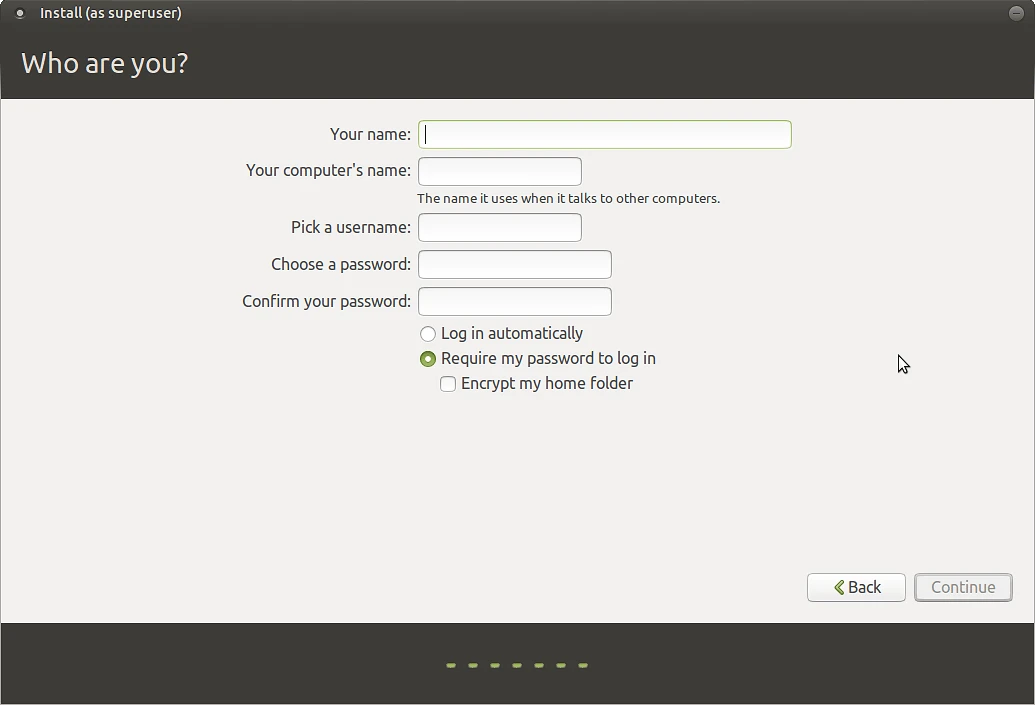 Install (as superuser)
Who are you?
Your name:
Your computer's name:
The name it uses when it talks to other computers.
Pick a username:
Choose a password:
Confirm your password:
Log in automatically
Require my password to log in
Encrypt my home folder
Back Continue